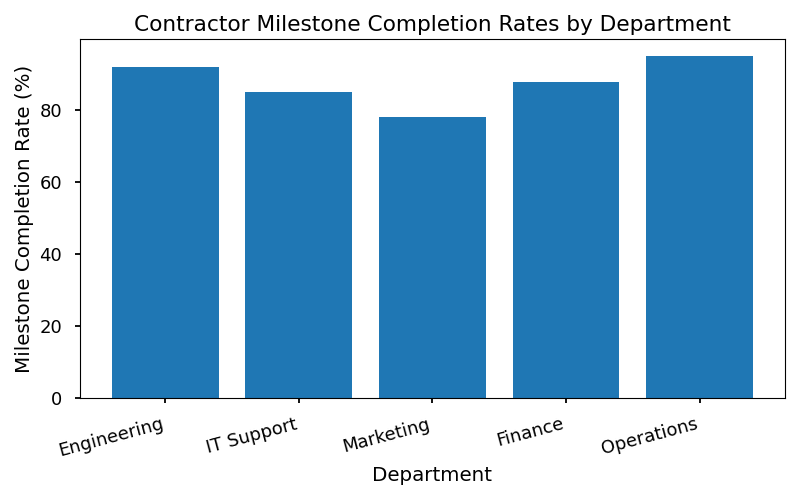 Contractor Milestone Completion Rates by Department
Milestone Completion Rate (%)
80
60
40
20
0
Engineering
IT Support
Marketing
Finance
Operations
Department